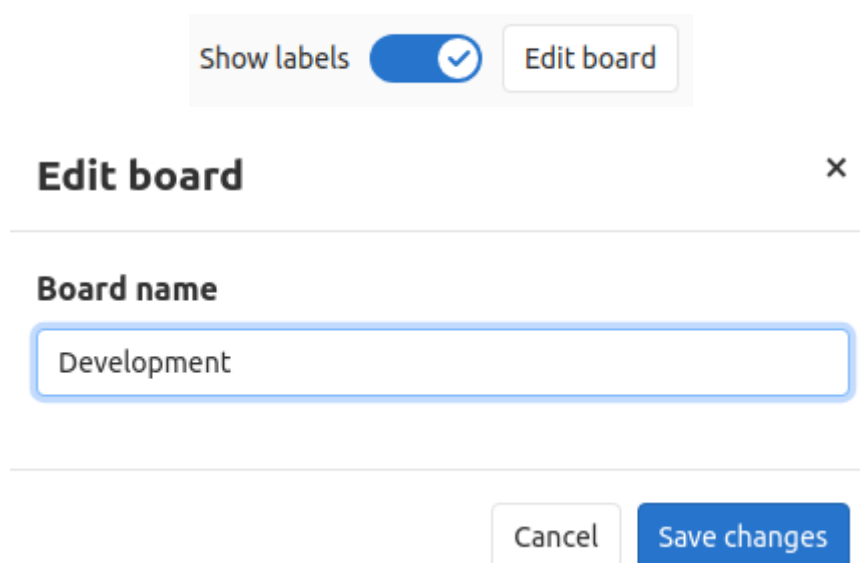 Show labels Edit board
Edit board ×
Board name
Development
Cancel Save changes